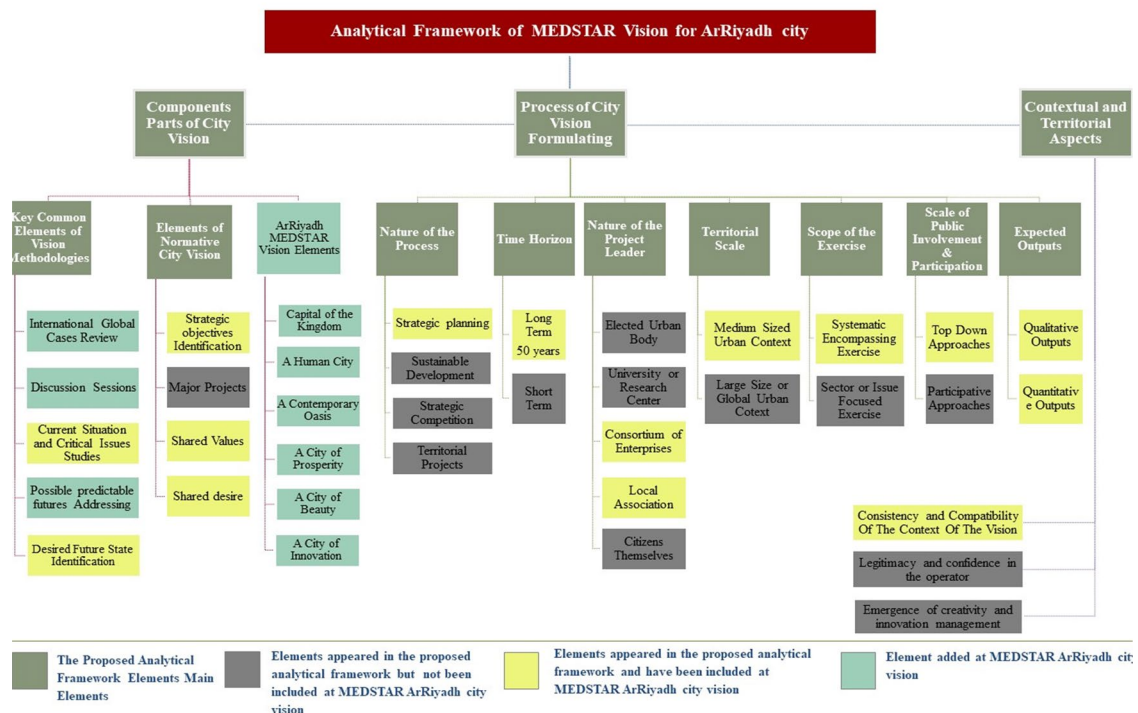 Analytical Framework of MEDSTAR Vision for ArRiyadh city
Components
Parts of City
Vision
Process of City
Vision
Formulating
Contextual and
Territorial
Aspects
Key Common
Elements of
Vision
Methodologies
Elements of
Normative
City Vision
ArRiyadh
MEDSTAR
Vision Elements
Nature of the
Process
Time Horizon
Nature of the
Project
Leader
Territorial
Scale
Scope of the
Exercise
Scale of
Public
Involvement
&
Participation
Expected
Outputs
International Global
Cases Review
Discussion Sessions
Current Situation
and Critical Issues
Studies
Possible predictable
futures Addressing
Desired Future State
Identification
Strategic
objectives
Identification
Major Projects
Shared Values
Shared desire
Capital of the
Kingdom
A Human City
A Contemporary
Oasis
A City of
Prosperity
A City of
Beauty
A City of
Innovation
Strategic planning
Sustainable
Development
Strategic
Competition
Territorial
Projects
Long
Term
50 years
Short
Term
Elected Urban
Body
University or
Research
Center
Consortium of
Enterprises
Local
Association
Citizens
Themselves
Medium Sized
Urban Context
Large Size or
Global Urban
Cotext
Systematic
Encompassing
Exercise
Sector or Issue
Focused
Exercise
Top Down
Approaches
Participative
Approaches
Qualitative
Outputs
Quantitativ
e Outputs
Consistency and Compatibility
Of The Context Of The Vision
Legitimacy and confidence in
the operator
Emergence of creativity and
innovation management
The Proposed Analytical
Framework Elements Main
Elements
Elements appeared in the proposed
analytical framework but not been
included at MEDSTAR ArRiyadh city
vision
Elements appeared in the proposed analytical
framework and have been included at
MEDSTAR ArRiyadh city vision
Element added at MEDSTAR ArRiyadh city
vision